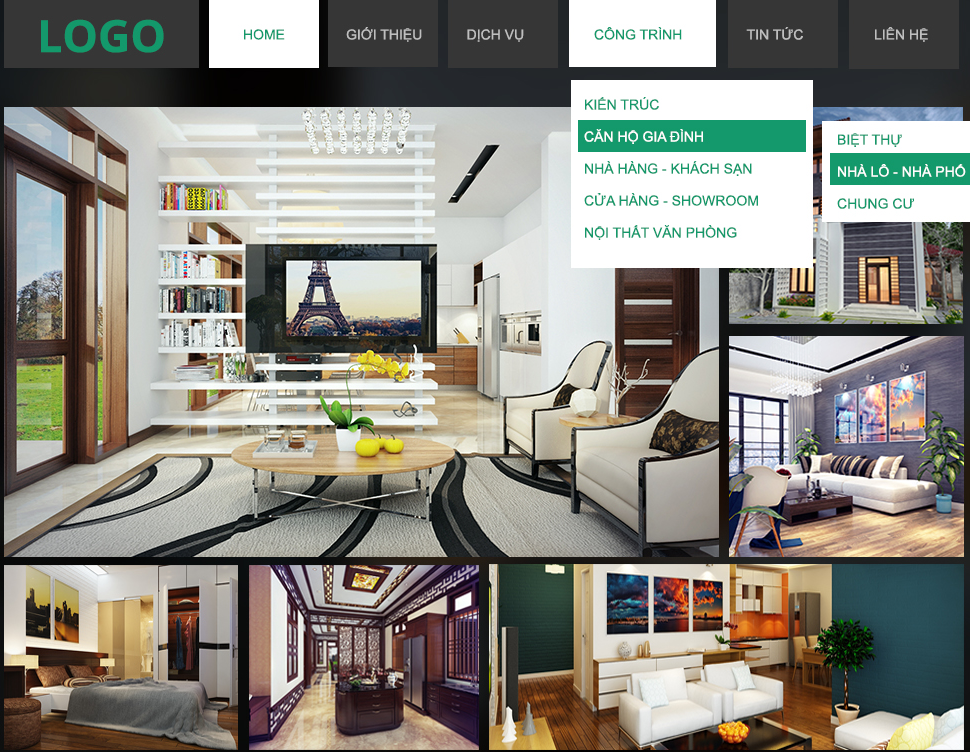 LOGO
HOME
GIỚI THIỆU
DỊCH VỤ
CÔNG TRÌNH
TIN TỨC
LIÊN HỆ
KIẾN TRÚC
CĂN HỘ GIA ĐÌNH
NHÀ HÀNG - KHÁCH SẠN
CỬA HÀNG - SHOWROOM
NỘI THẤT VĂN PHÒNG
BIỆT THỰ
NHÀ LÔ - NHÀ PHỐ
CHUNG CƯ